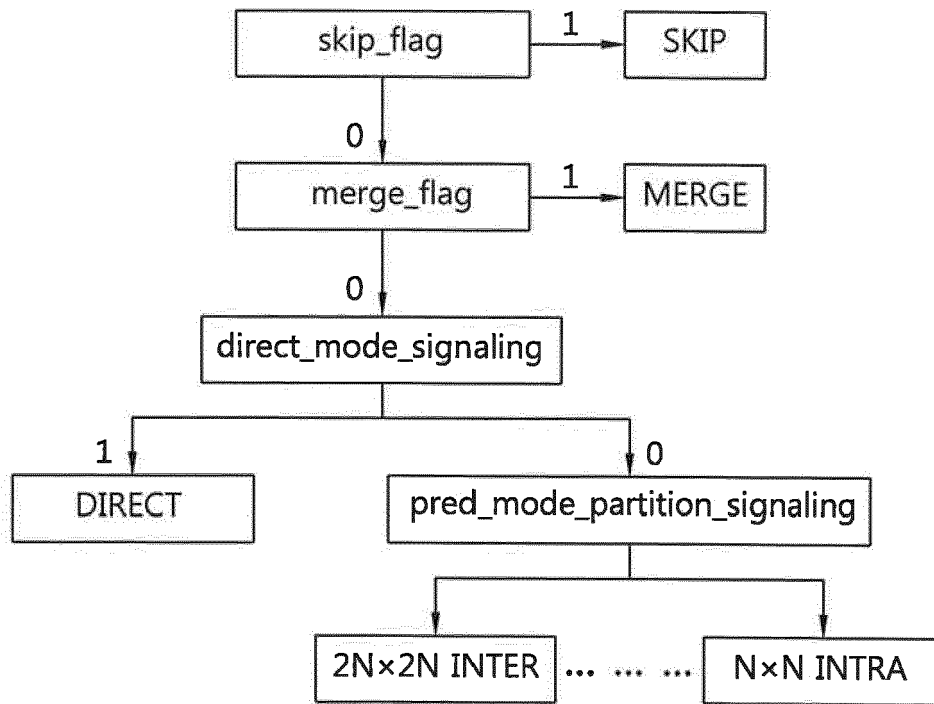 skip_flag 1 SKIP
0
merge_flag 1 MERGE
0
direct_mode_signaling
1 0
DIRECT pred_mode_partition_signaling
2N×2N INTER ... ... ... N×N INTRA